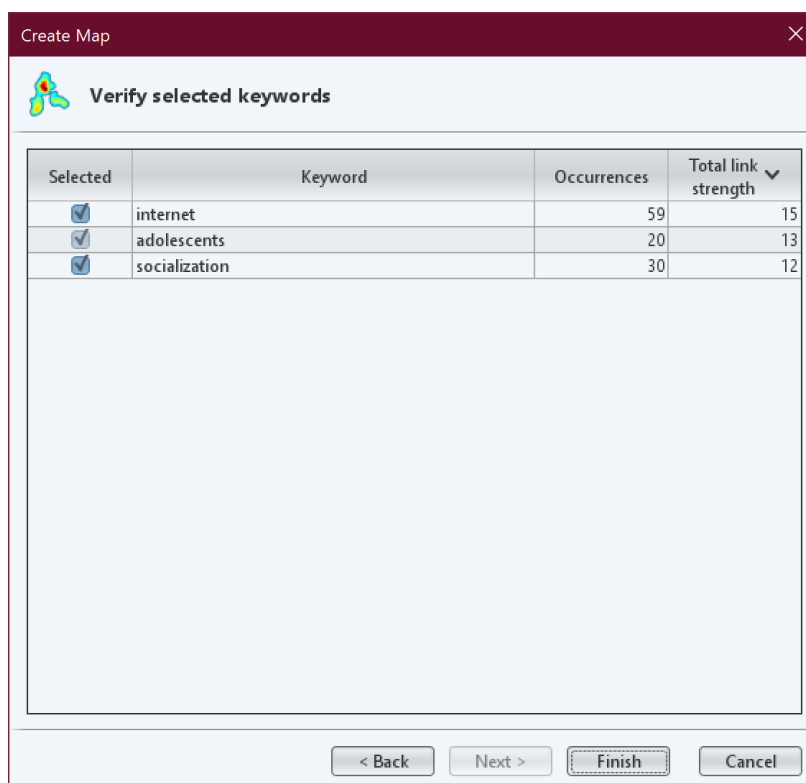 Create Map
Verify selected keywords
Selected Keyword Occurrences Total link strength
internet 59 15
adolescents 20 13
socialization 30 12
< Back Next > Finish Cancel